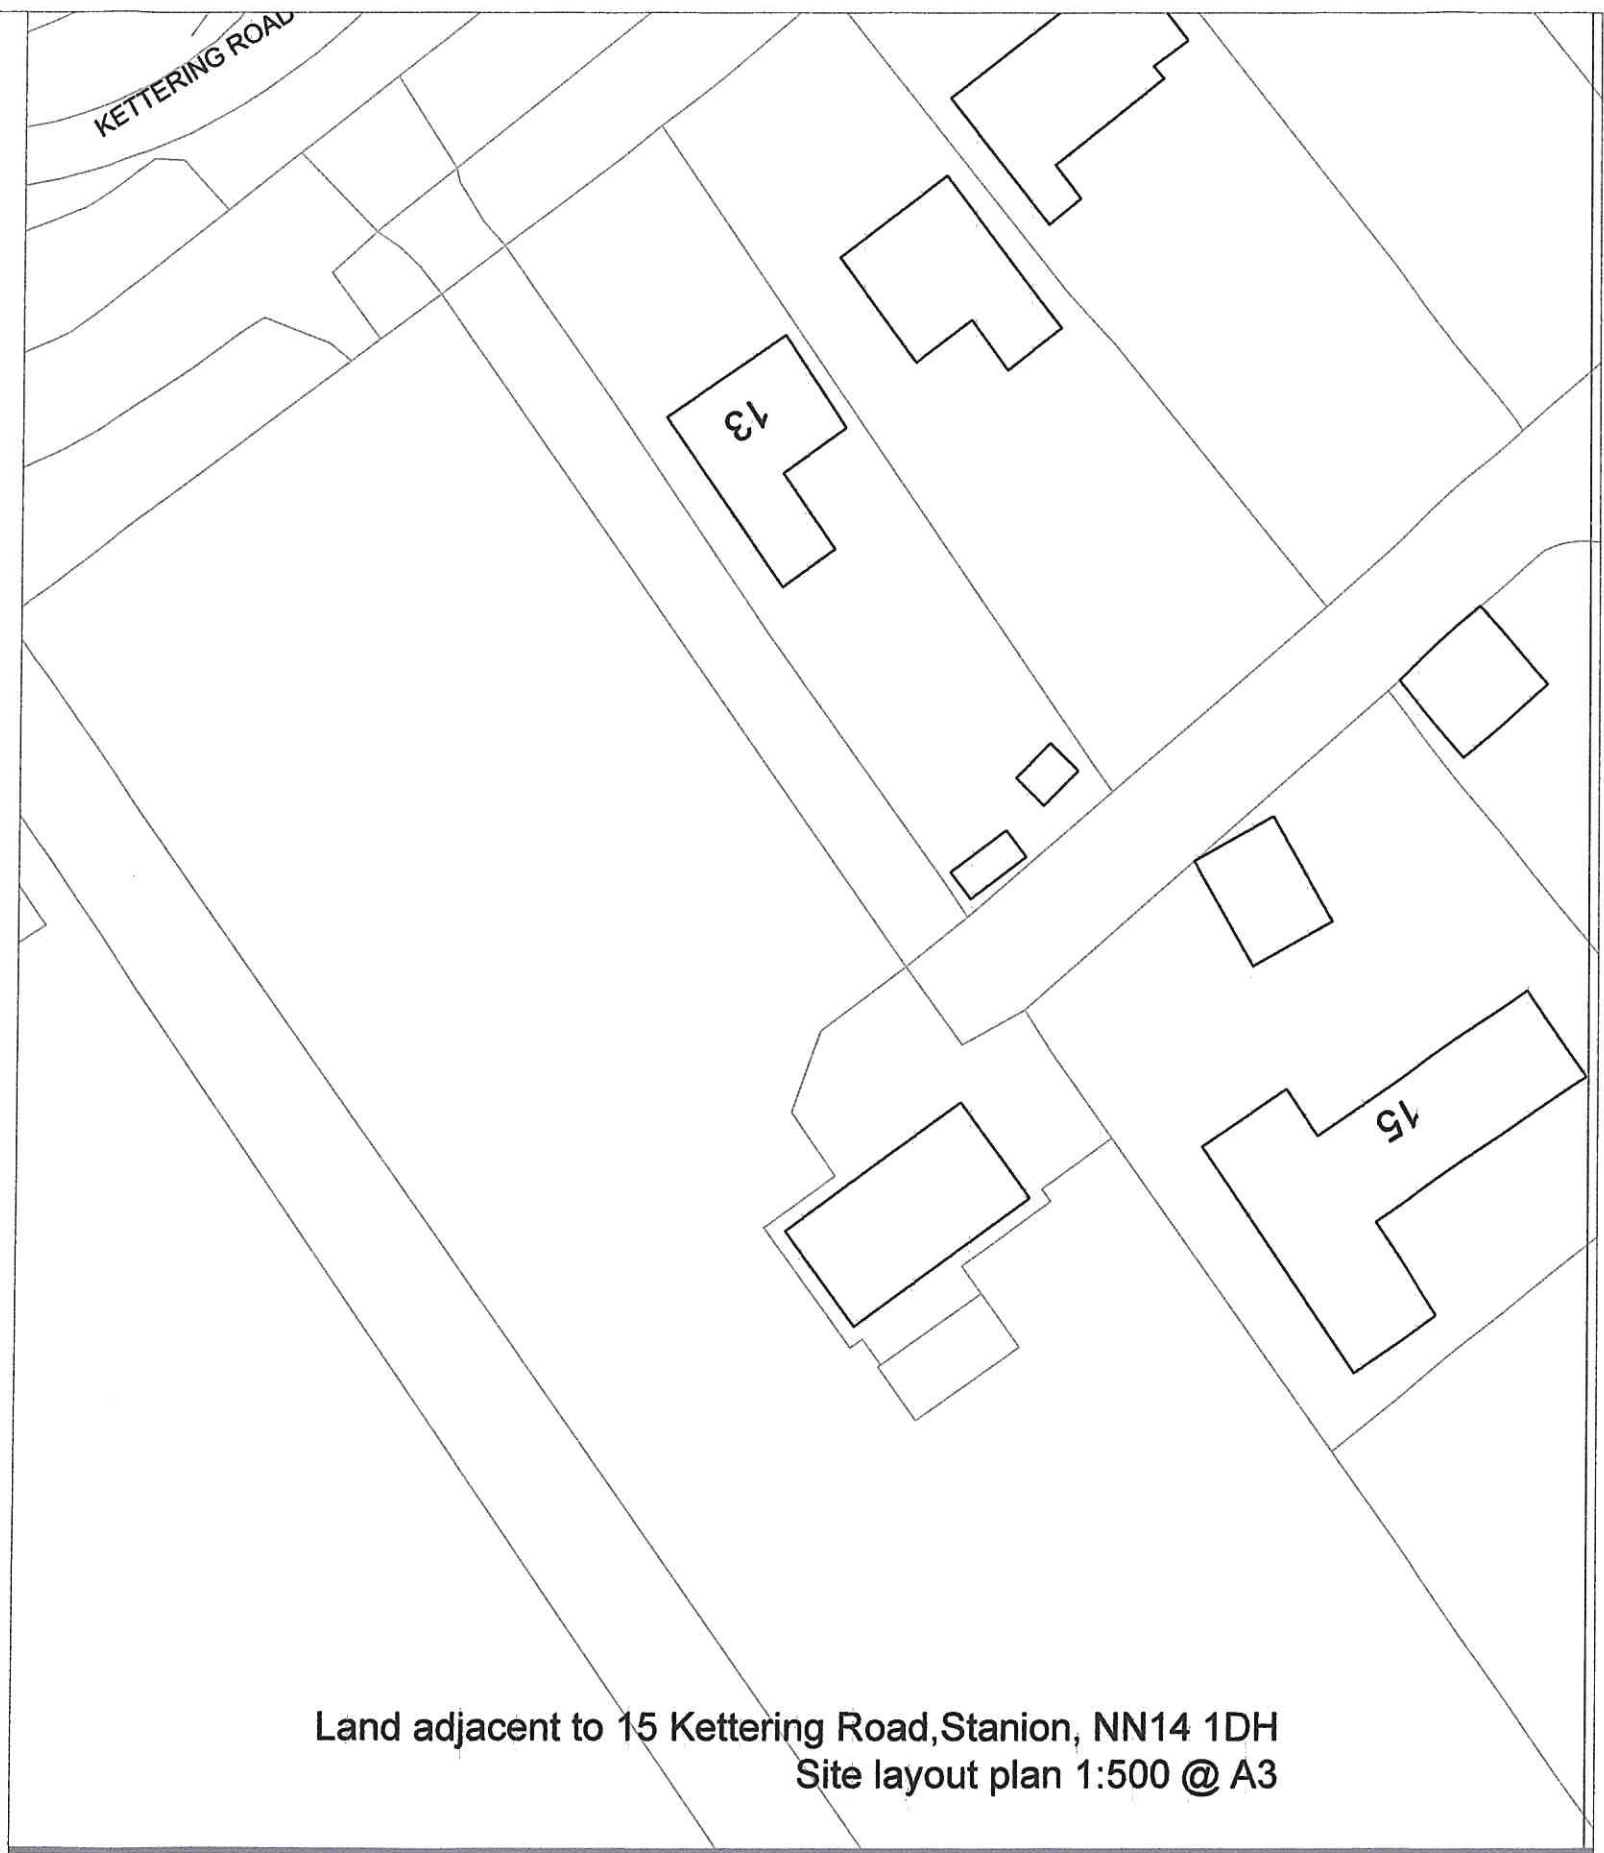 KETTERING ROAD
13
15
Land adjacent to 15 Kettering Road,Stanion, NN14 1DH
Site layout plan 1:500 @ A3